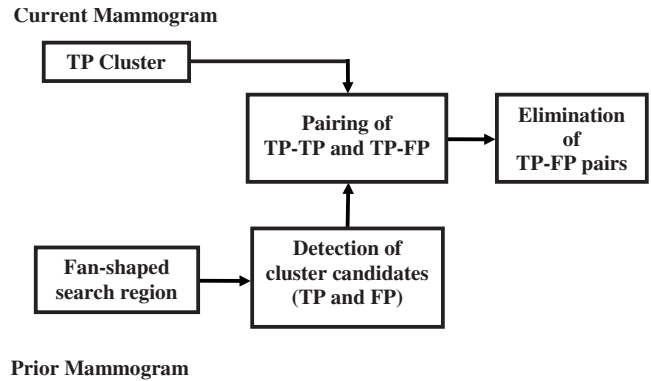 Current Mammogram
TP Cluster
Pairing of
TP-TP and TP-FP
Elimination
of
TP-FP pairs
Fan-shaped
search region
Detection of
cluster candidates
(TP and FP)
Prior Mammogram